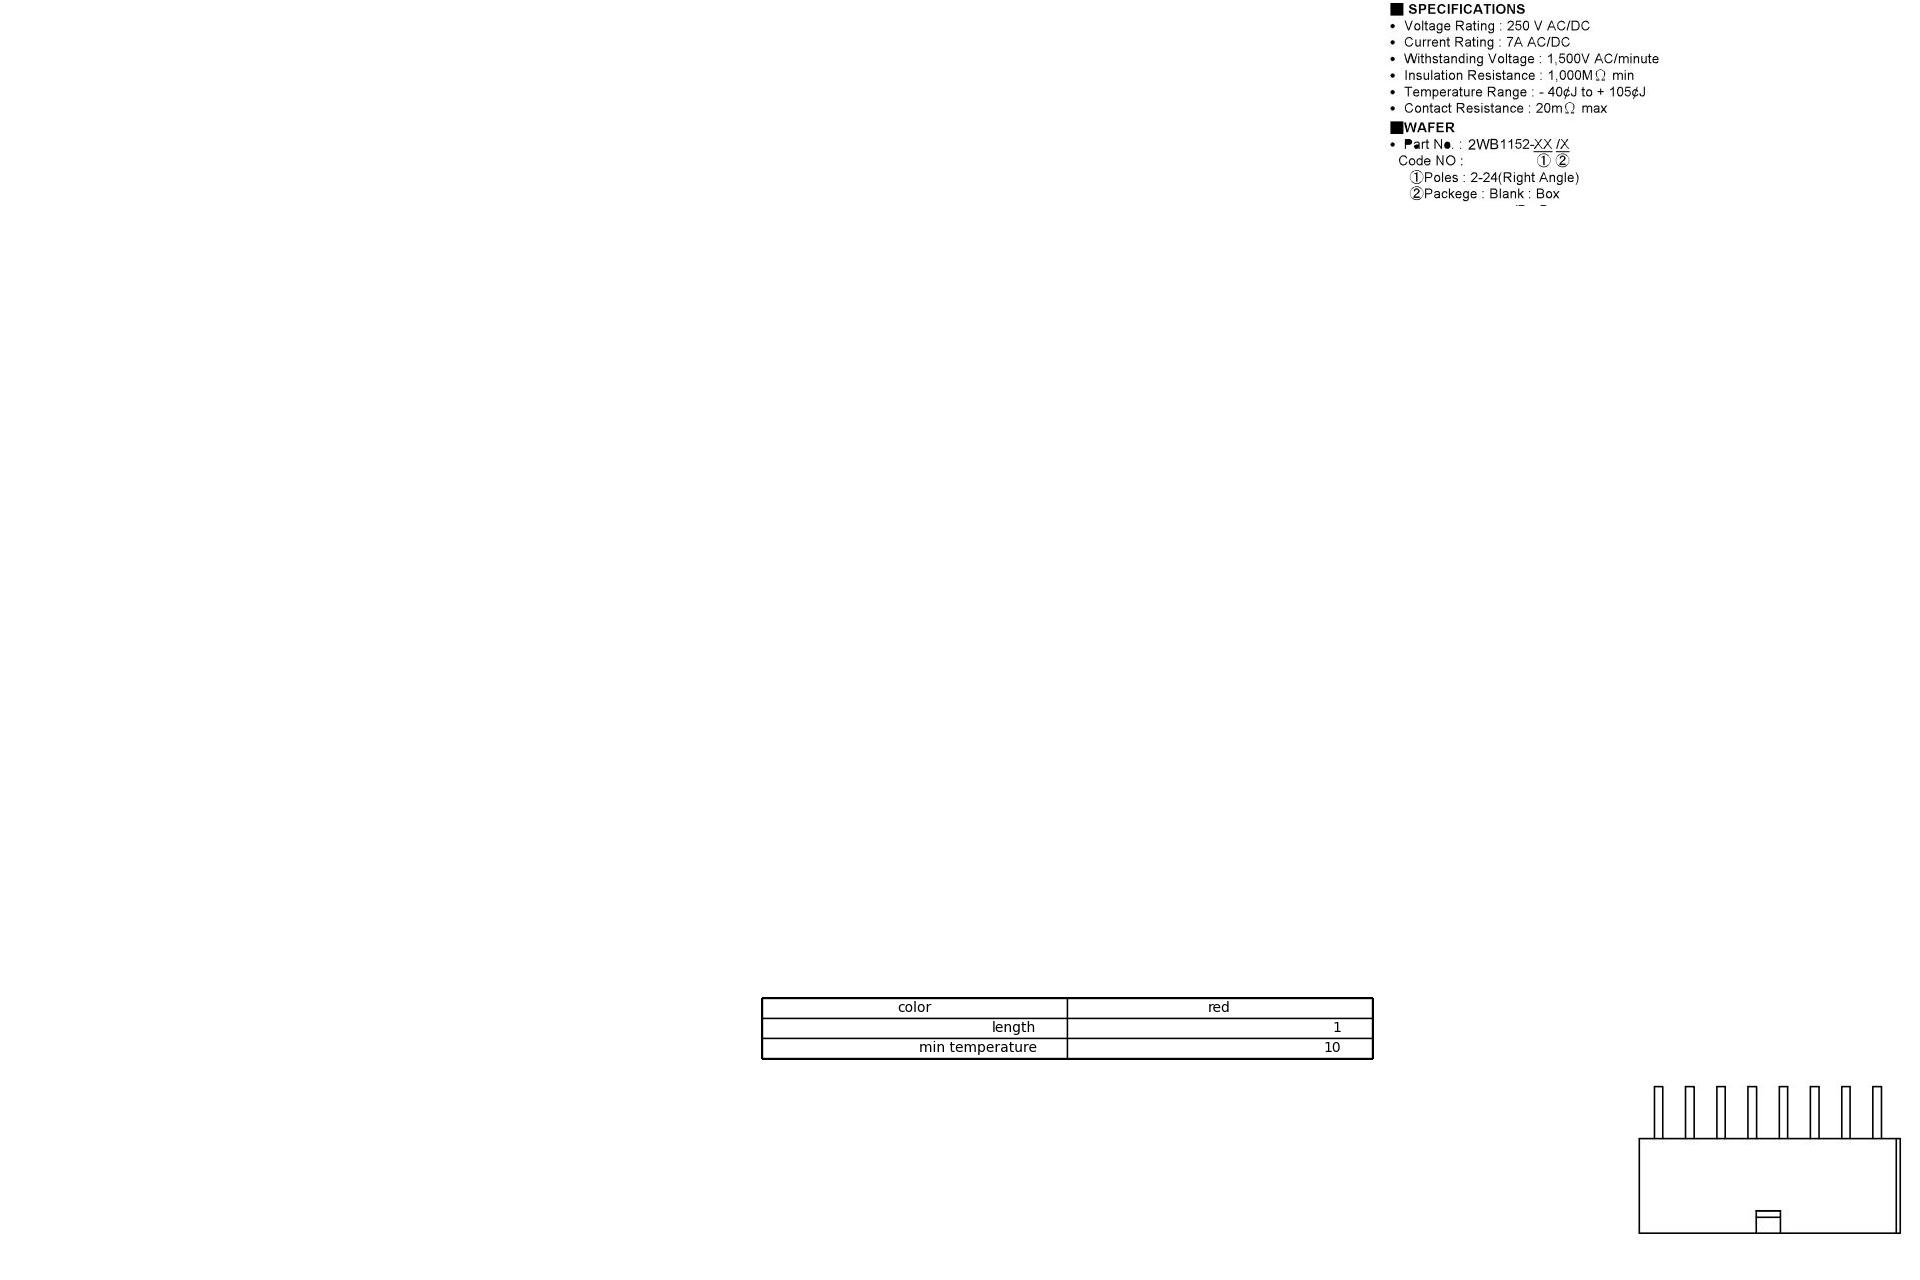 ■ SPECIFICATIONS
• Voltage Rating : 250 V AC/DC
• Current Rating : 7A AC/DC
• Withstanding Voltage : 1,500V AC/minute
• Insulation Resistance : 1,000MΩ min
• Temperature Range : - 40¢J to + 105¢J
• Contact Resistance : 20mΩ max
■WAFER
• Part No. : 2WB1152-XX /X
Code NO : ① ②
①Poles : 2-24(Right Angle)
②Packege : Blank : Box
color red
length 1
min temperature 10